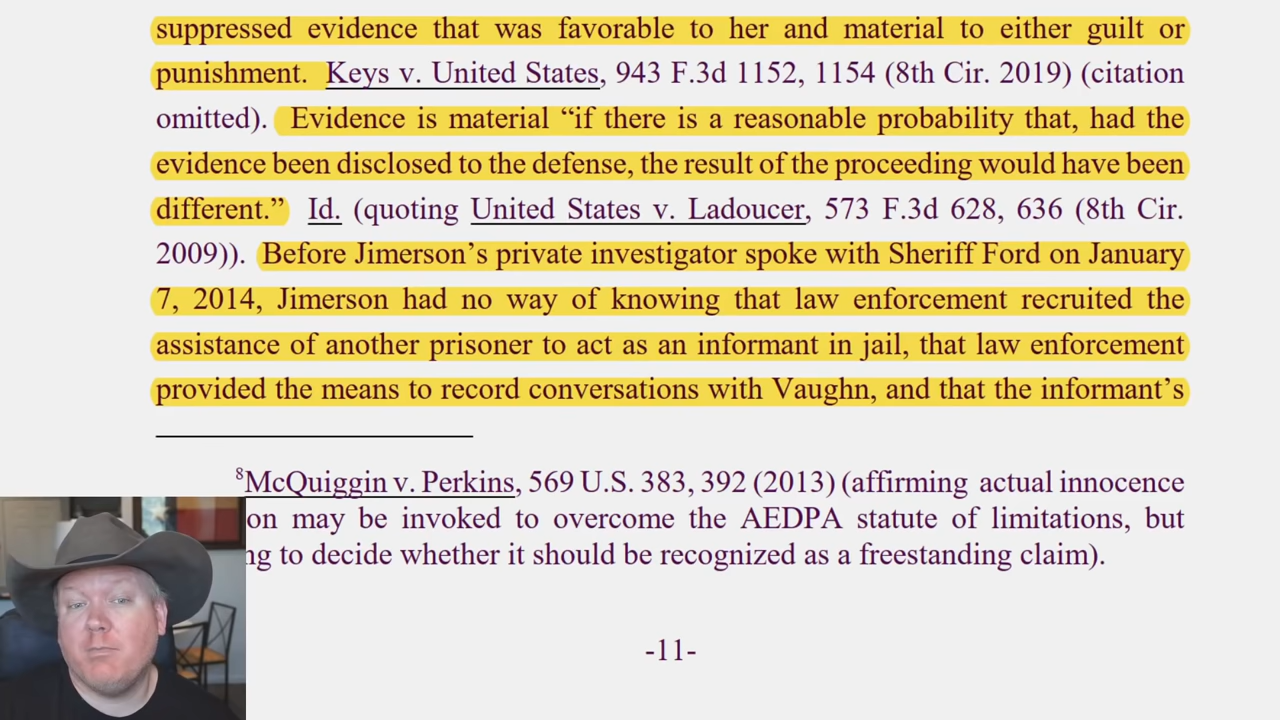 suppressed evidence that was favorable to her and material to either guilt or
punishment. Keys v. United States, 943 F.3d 1152, 1154 (8th Cir. 2019) (citation
omitted). Evidence is material “if there is a reasonable probability that, had the
evidence been disclosed to the defense, the result of the proceeding would have been
different.” Id. (quoting United States v. Ladoucer, 573 F.3d 628, 636 (8th Cir.
2009)). Before Jimerson’s private investigator spoke with Sheriff Ford on January
7, 2014, Jimerson had no way of knowing that law enforcement recruited the
assistance of another prisoner to act as an informant in jail, that law enforcement
provided the means to record conversations with Vaughn, and that the informant’s
8McQuiggin v. Perkins, 569 U.S. 383, 392 (2013) (affirming actual innocence
on may be invoked to overcome the AEDPA statute of limitations, but
ng to decide whether it should be recognized as a freestanding claim).
-11-